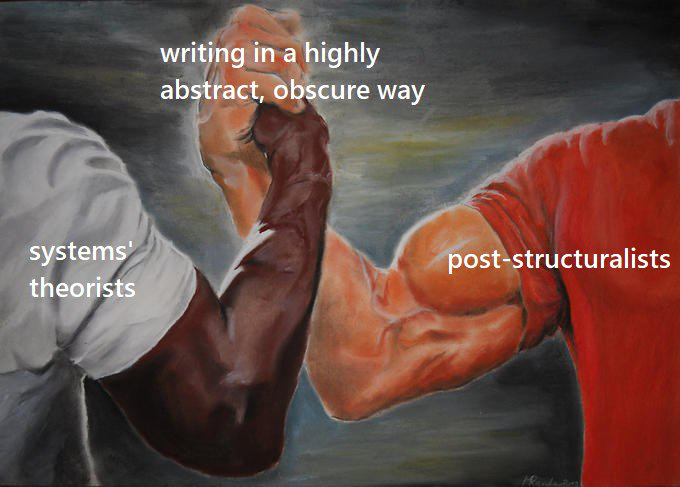 writing in a highly
abstract, obscure way
systems'
theorists
post-structuralists